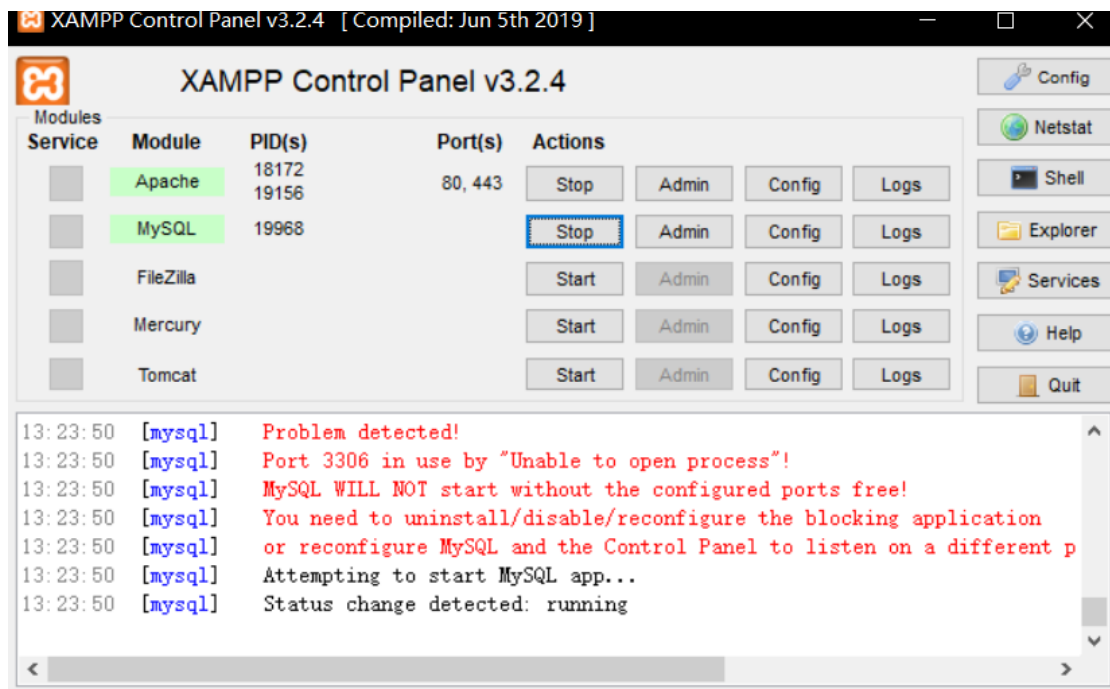 XAMPP Control Panel v3.2.4 [ Compiled: Jun 5th 2019 ]
XAMPP Control Panel v3.2.4
Config
Modules
Service Module PID(s) Port(s) Actions
Netstat
Apache 18172 19156 80, 443 Stop Admin Config Logs
Shell
MySQL 19968 Stop Admin Config Logs
Explorer
FileZilla Start Admin Config Logs
Services
Mercury Start Admin Config Logs
Help
Tomcat Start Admin Config Logs
Quit
13:23:50 [mysql] Problem detected!
13:23:50 [mysql] Port 3306 in use by "Unable to open process"!
13:23:50 [mysql] MySQL WILL NOT start without the configured ports free!
13:23:50 [mysql] You need to uninstall/disable/reconfigure the blocking application
13:23:50 [mysql] or reconfigure MySQL and the Control Panel to listen on a different p
13:23:50 [mysql] Attempting to start MySQL app...
13:23:50 [mysql] Status change detected: running